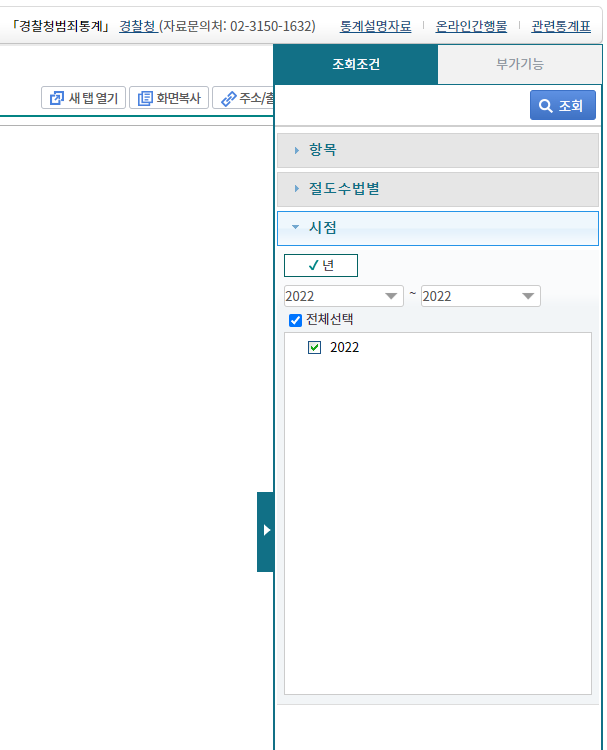 「경찰청범죄통계」 경찰청 (자료문의처: 02-3150-1632) 통계설명자료 온라인간행물 관련통계표
조회조건 부가기능
새 탭 열기 화면복사 주소/출
조회
항목
절도수법별
시점
년
2022 ~ 2022
전체선택
2022